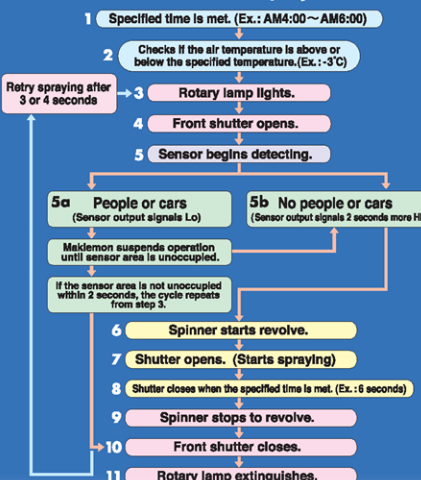 1 Specified time is met. (Ex.: AM4:00～AM6:00)
2 Checks if the air temperature is above or
below the specified temperature.(Ex.: -3℃)
Retry spraying after
3 or 4 seconds
3 Rotary lamp lights.
4 Front shutter opens.
5 Sensor begins detecting.
5a People or cars
(Sensor output signals Lo)
5b No people or cars
(Sensor output signals 2 seconds more
Maklemon suspends operation
until sensor area is unoccupied.
If the sensor area is not unoccupied
within 2 seconds, the cycle repeats
from step 3.
6 Spinner starts revolve.
7 Shutter opens. (Starts spraying)
8 Shutter closes when the specified time is met. (Ex.: 6 seconds)
9 Spinner stops to revolve.
10 Front shutter closes.
11 Rotary lamp extinguishes.